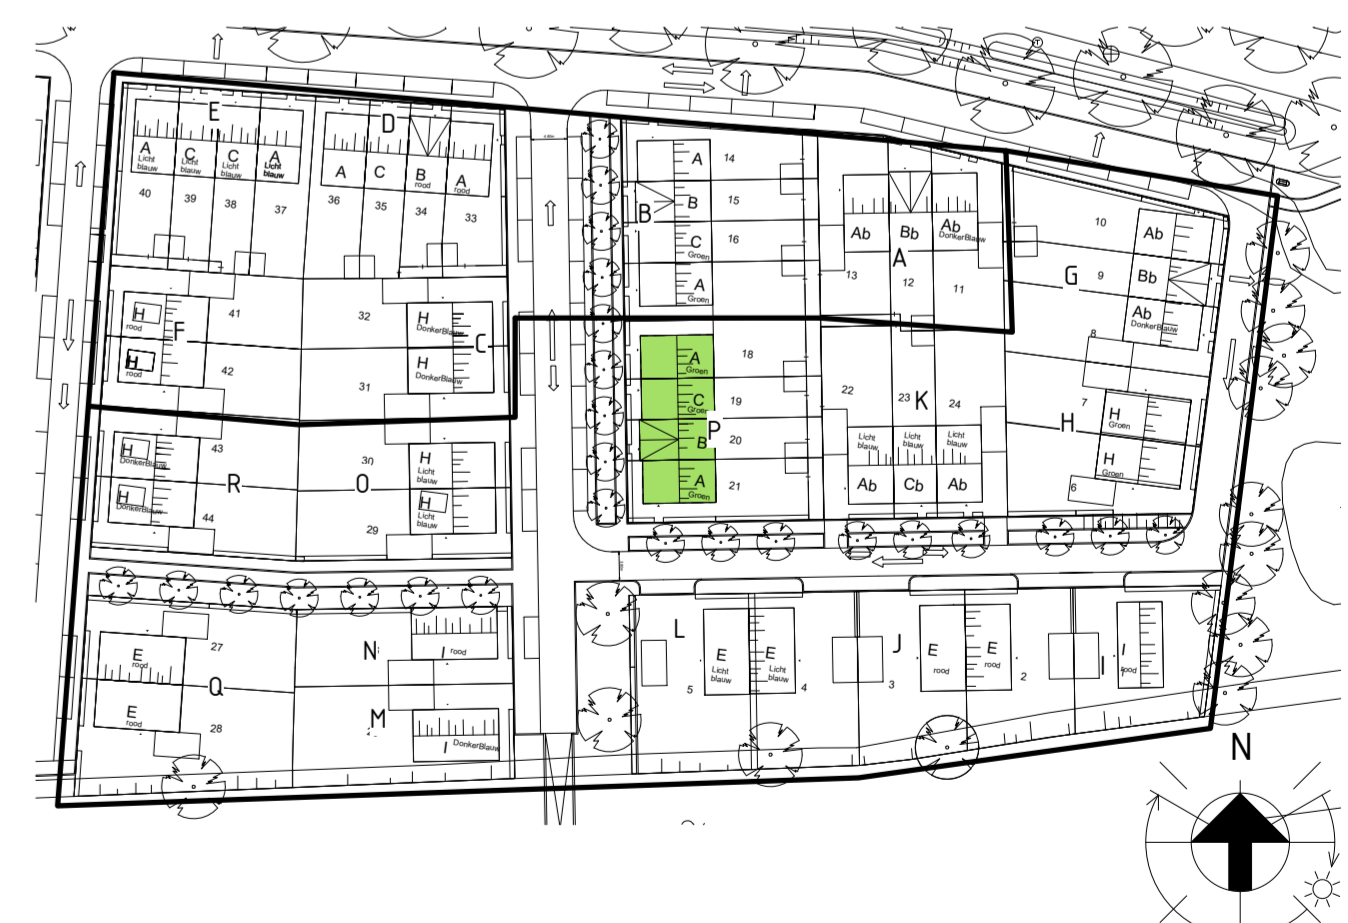 E
D
A
Licht
blauw
C
Licht
blauw
C
Licht
blauw
A
Licht
blauw
A
C
B
rood
A
rood
40
39
38
37
36
35
34
33
B
A
14
B
15
C
Groen
16
A
Groen
Ab
Bb
Ab
DonkerBlauw
A
13
12
11
10
Ab
G
9
Bb
Ab
DonkerBlauw
8
H
rood
F
H
rood
41
42
32
31
H
DonkerBlauw
C
H
DonkerBlauw
A
Groen
18
C
Groen
19
P
B
20
A
Groen
21
22
23
K
24
Licht
blauw
Licht
blauw
Licht
blauw
Ab
Cb
Ab
7
H
Groen
H
H
Groen
6
H
DonkerBlauw
43
H
DonkerBlauw
R
44
30
O
29
H
Licht
blauw
H
Licht
blauw
27
E
rood
Q
E
rood
28
N
I rood
M
I DonkerBlauw
L
E
Licht
blauw
E
Licht
blauw
5
4
J
E
rood
E
rood
3
2
I
I
rood
N